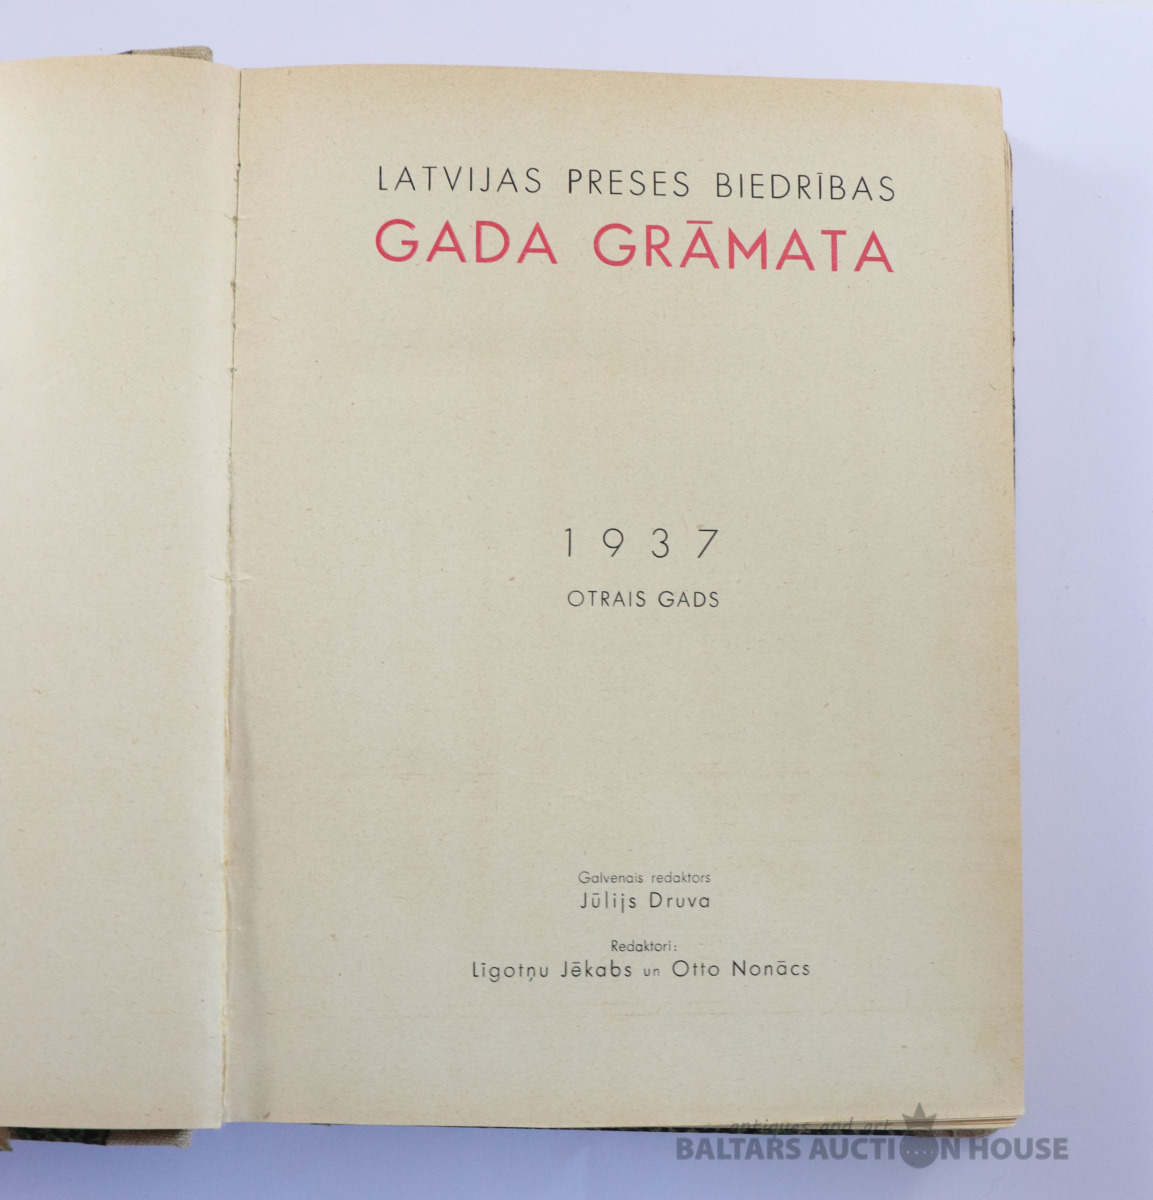 LATVIJAS PRESES BIEDRĪBAS
GADA GRĀMATA
1937
OTRAIS GADS
Galvenais redaktors
Jūlijs Druva
Redaktori:
Līgotņu Jēkabs un Otto Nonācs
antiques and art
BALTARS AUCTION HOUSE